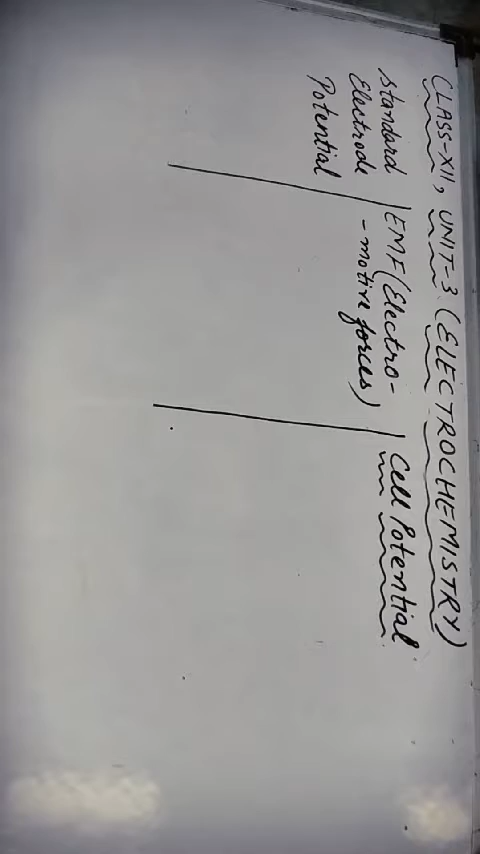 CLASS-XII, UNIT-3 (ELECTROCHEMISTRY)
Standard
Electrode
Potential
EMF (Electro-
-motive forces)
Cell Potential